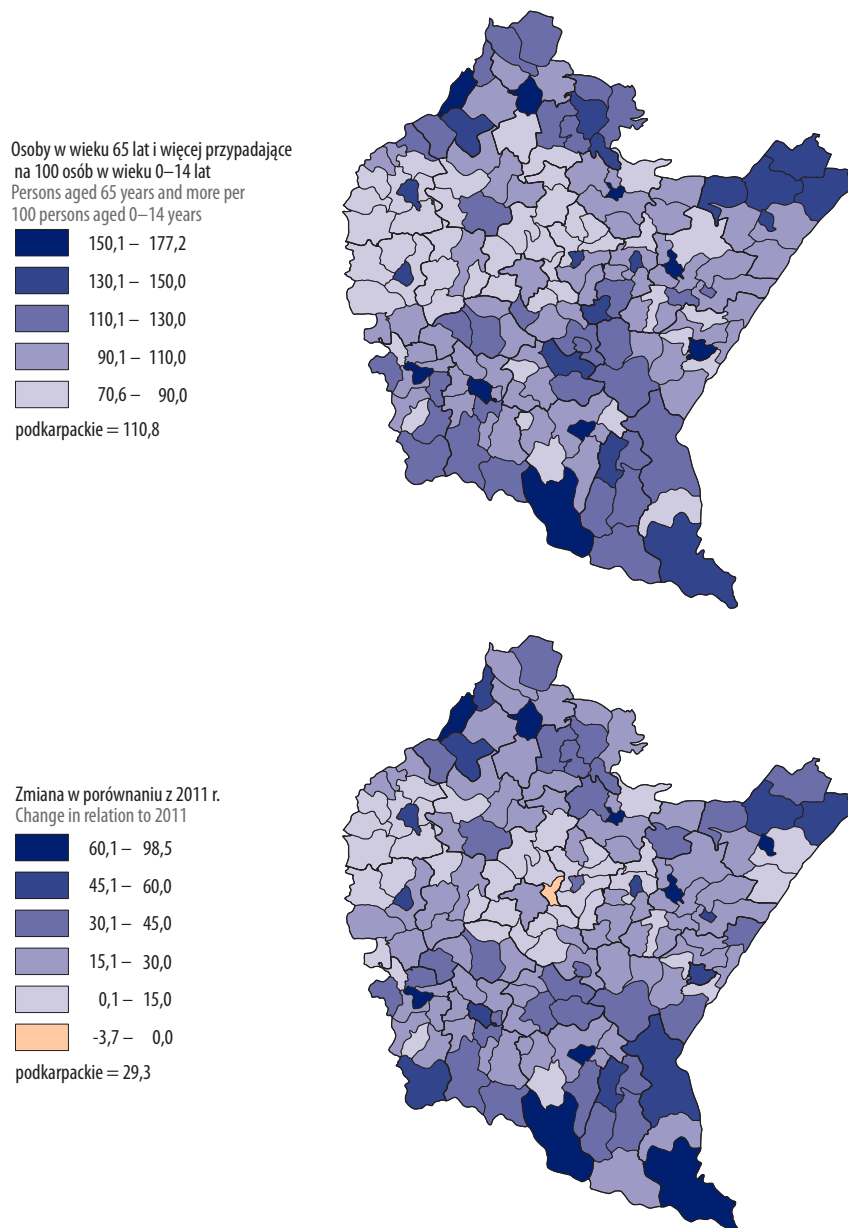 Osoby w wieku 65 lat i więcej przypadające
na 100 osób w wieku 0–14 lat
Persons aged 65 years and more per
100 persons aged 0–14 years
150,1 – 177,2
130,1 – 150,0
110,1 – 130,0
90,1 – 110,0
70,6 – 90,0
podkarpackie = 110,8
Zmiana w porównaniu z 2011 r.
Change in relation to 2011
60,1 – 98,5
45,1 – 60,0
30,1 – 45,0
15,1 – 30,0
0,1 – 15,0
-3,7 – 0,0
podkarpackie = 29,3